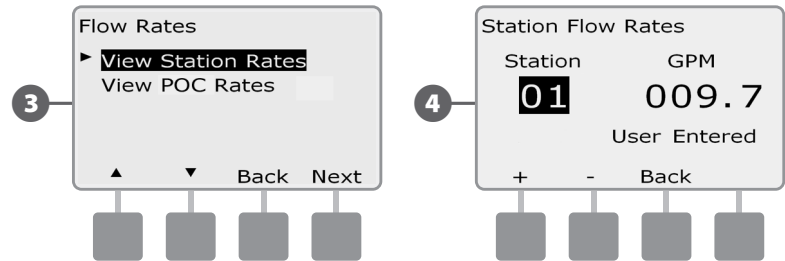 3
Flow Rates
► View Station Rates
View POC Rates
▲ ▼ Back Next
4
Station Flow Rates
Station GPM
01 009.7
User Entered
+ - Back